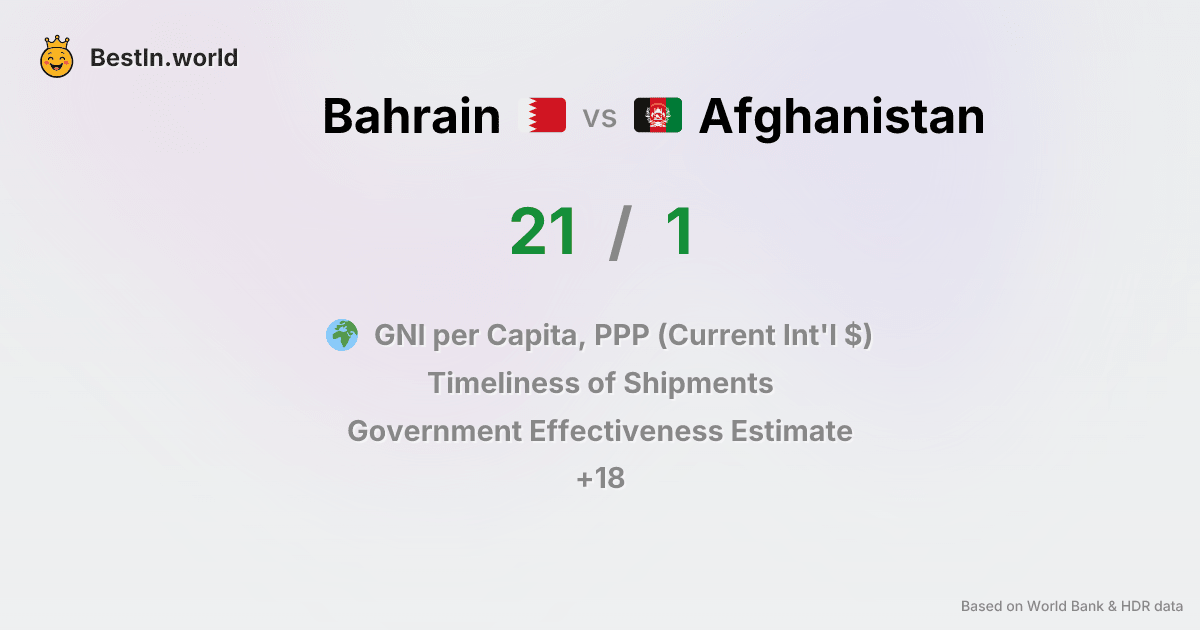 BestIn.world
Bahrain vs Afghanistan
21 / 1
GNI per Capita, PPP (Current Int'l $)
Timeliness of Shipments
Government Effectiveness Estimate
+18
Based on World Bank & HDR data